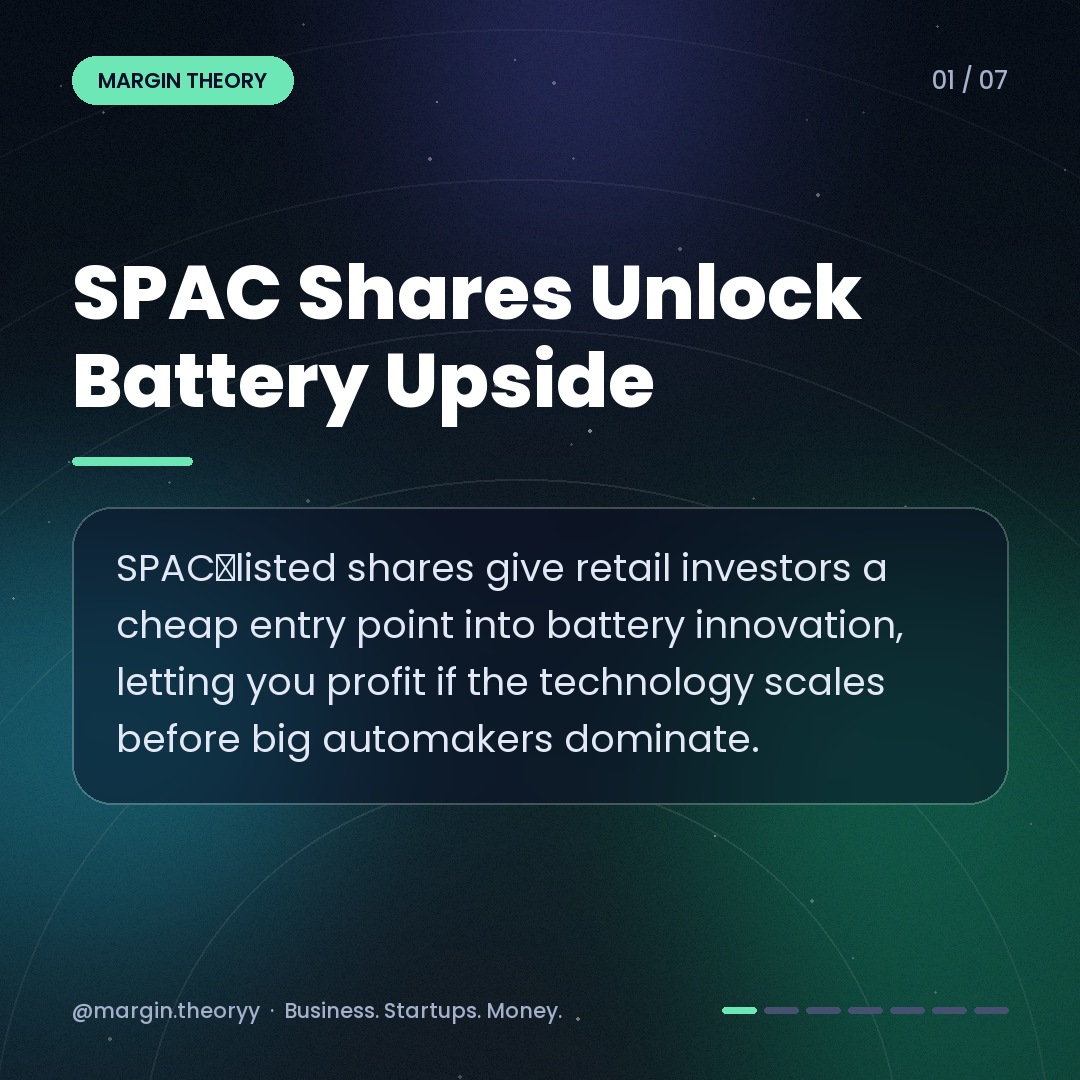 MARGIN THEORY
01 / 07
SPAC Shares Unlock
Battery Upside
SPAC☒listed shares give retail investors a
cheap entry point into battery innovation,
letting you profit if the technology scales
before big automakers dominate.
@margin.theoryy · Business. Startups. Money.